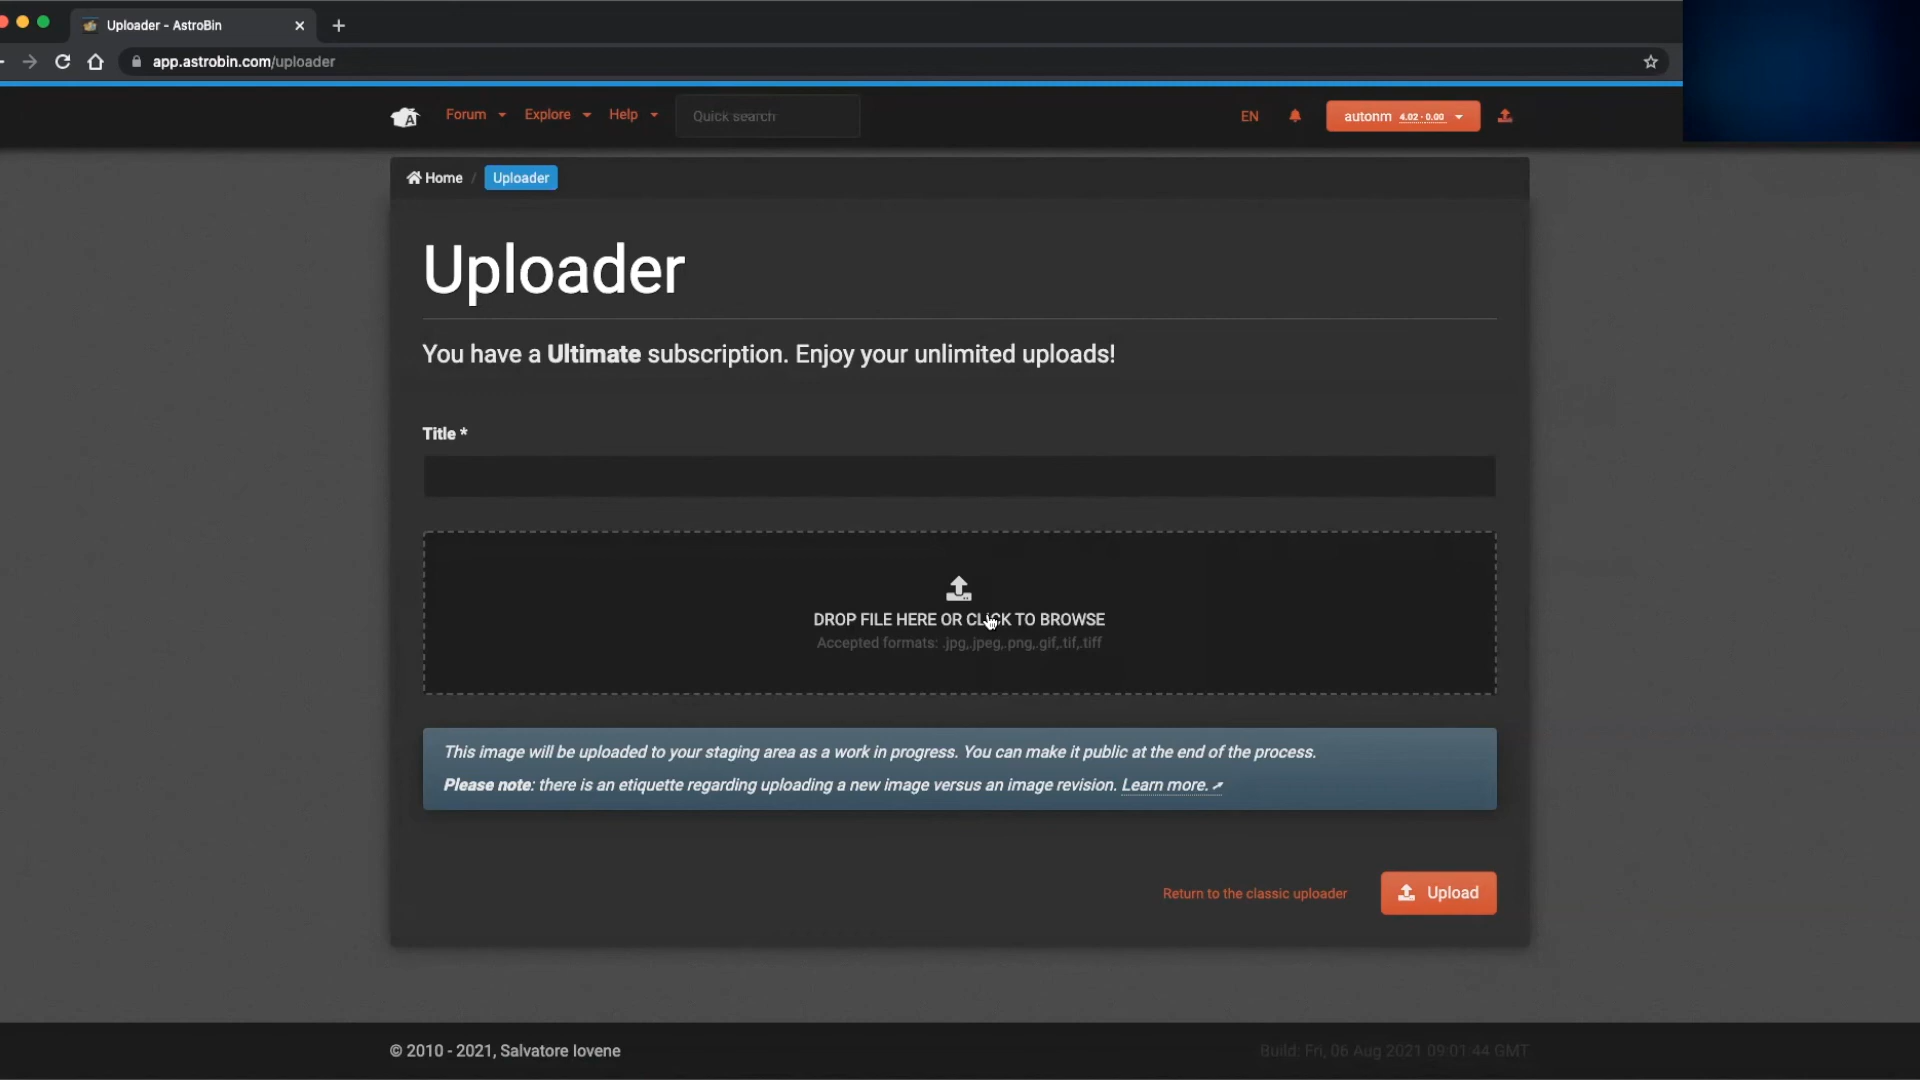 Uploader - AstroBin
app.astrobin.com/uploader
Forum Explore Help Quick search EN autonm 4.02 · 0.00
Home / Uploader
Uploader
You have a Ultimate subscription. Enjoy your unlimited uploads!
Title *
DROP FILE HERE OR CLICK TO BROWSE
Accepted formats: .jpg,.jpeg,.png,.gif,.tif,.tiff
This image will be uploaded to your staging area as a work in progress. You can make it public at the end of the process.
Please note: there is an etiquette regarding uploading a new image versus an image revision. Learn more.
Return to the classic uploader Upload
© 2010 - 2021, Salvatore Iovene Build: Fri, 06 Aug 2021 09:01:44 GMT